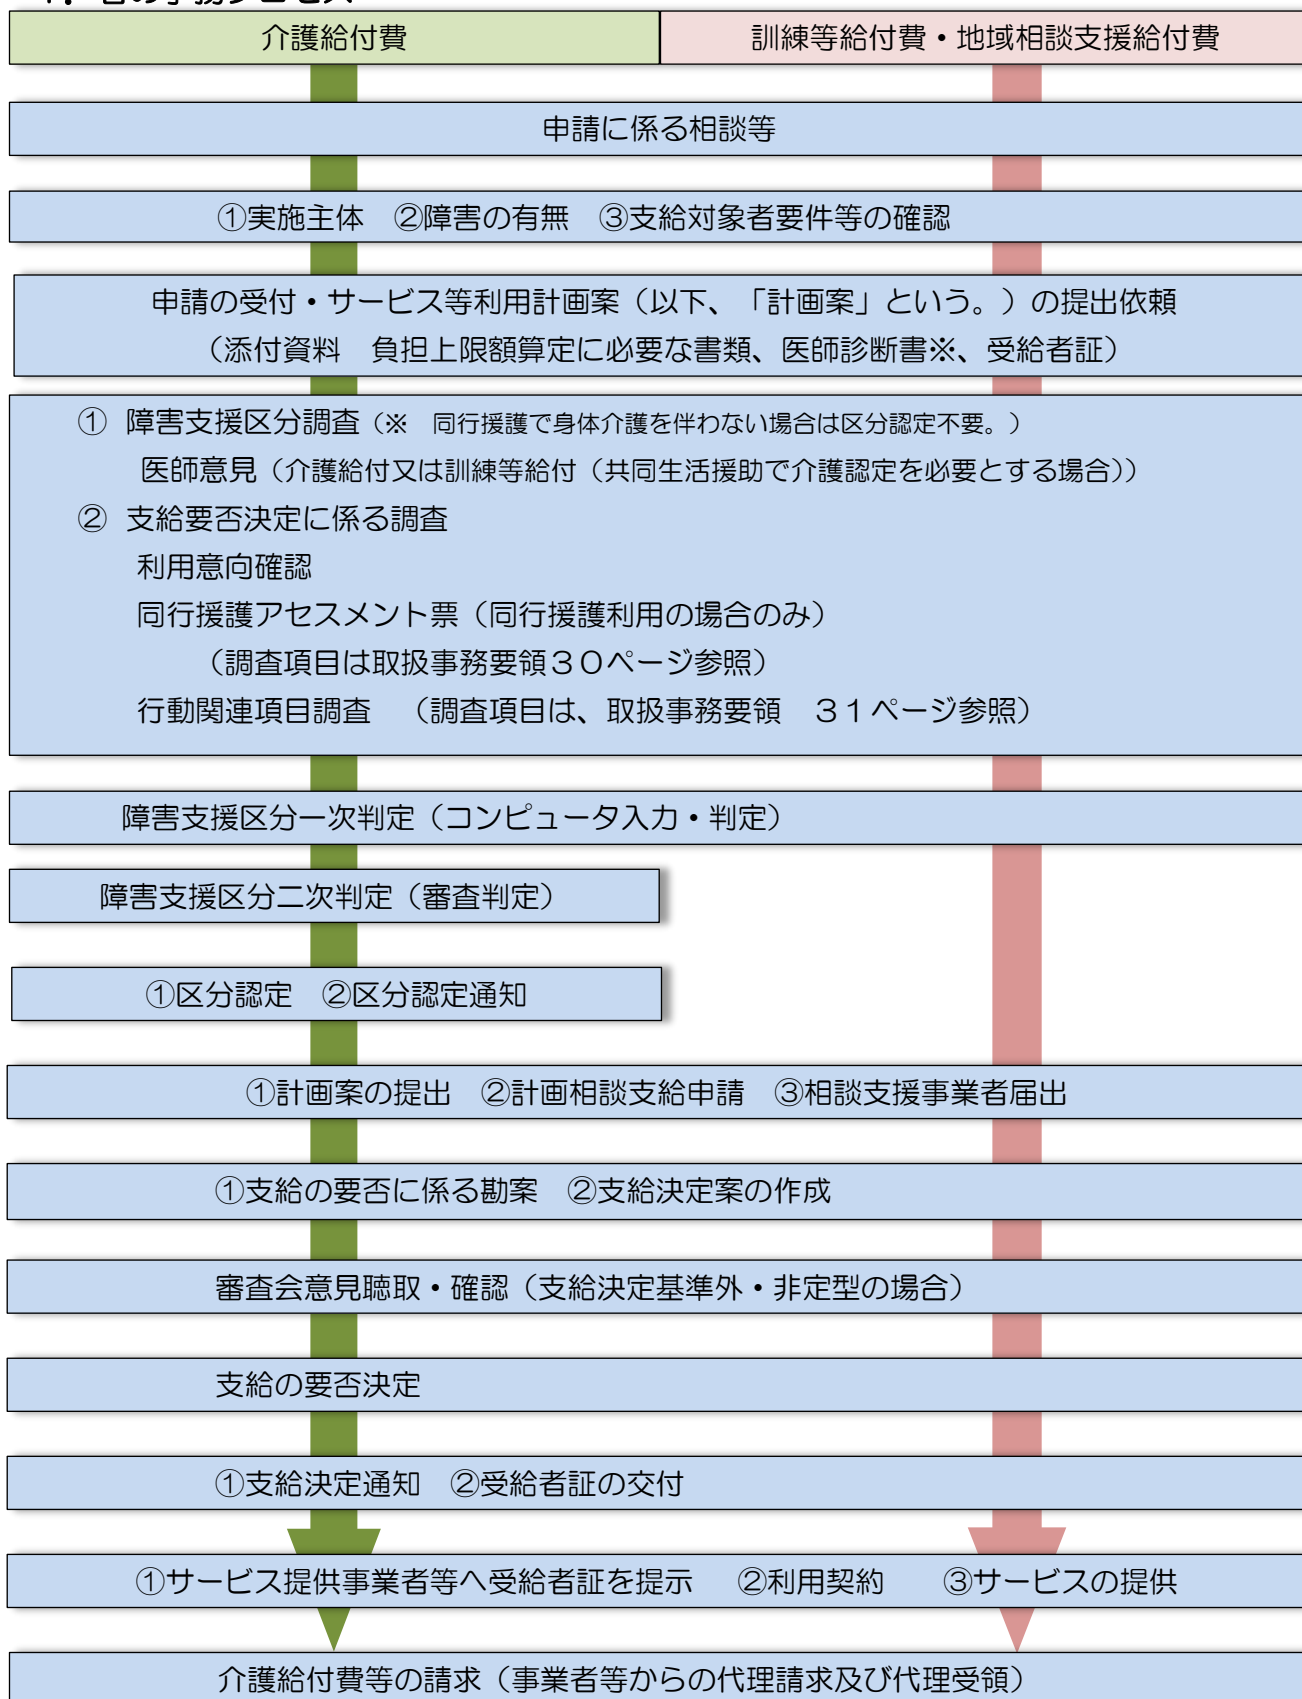 介護給付費
訓練等給付費・地域相談支援給付費
申請に係る相談等
①実施主体　②障害の有無　③支給対象者要件等の確認
申請の受付・サービス等利用計画案（以下、「計画案」という。）の提出依頼
（添付資料　負担上限額算定に必要な書類、医師診断書※、受給者証）
① 障害支援区分調査（※　同行援護で身体介護を伴わない場合は区分認定不要。）
医師意見（介護給付又は訓練等給付（共同生活援助で介護認定を必要とする場合））
② 支給要否決定に係る調査
利用意向確認
同行援護アセスメント票（同行援護利用の場合のみ）
（調査項目は取扱事務要領３０ページ参照）
行動関連項目調査　（調査項目は、取扱事務要領　３１ページ参照）
障害支援区分一次判定（コンピュータ入力・判定）
障害支援区分二次判定（審査判定）
①区分認定　②区分認定通知
①計画案の提出　②計画相談支給申請　③相談支援事業者届出
①支給の要否に係る勘案　②支給決定案の作成
審査会意見聴取・確認（支給決定基準外・非定型の場合）
支給の要否決定
①支給決定通知　②受給者証の交付
①サービス提供事業者等へ受給者証を提示　②利用契約　③サービスの提供
介護給付費等の請求（事業者等からの代理請求及び代理受領）